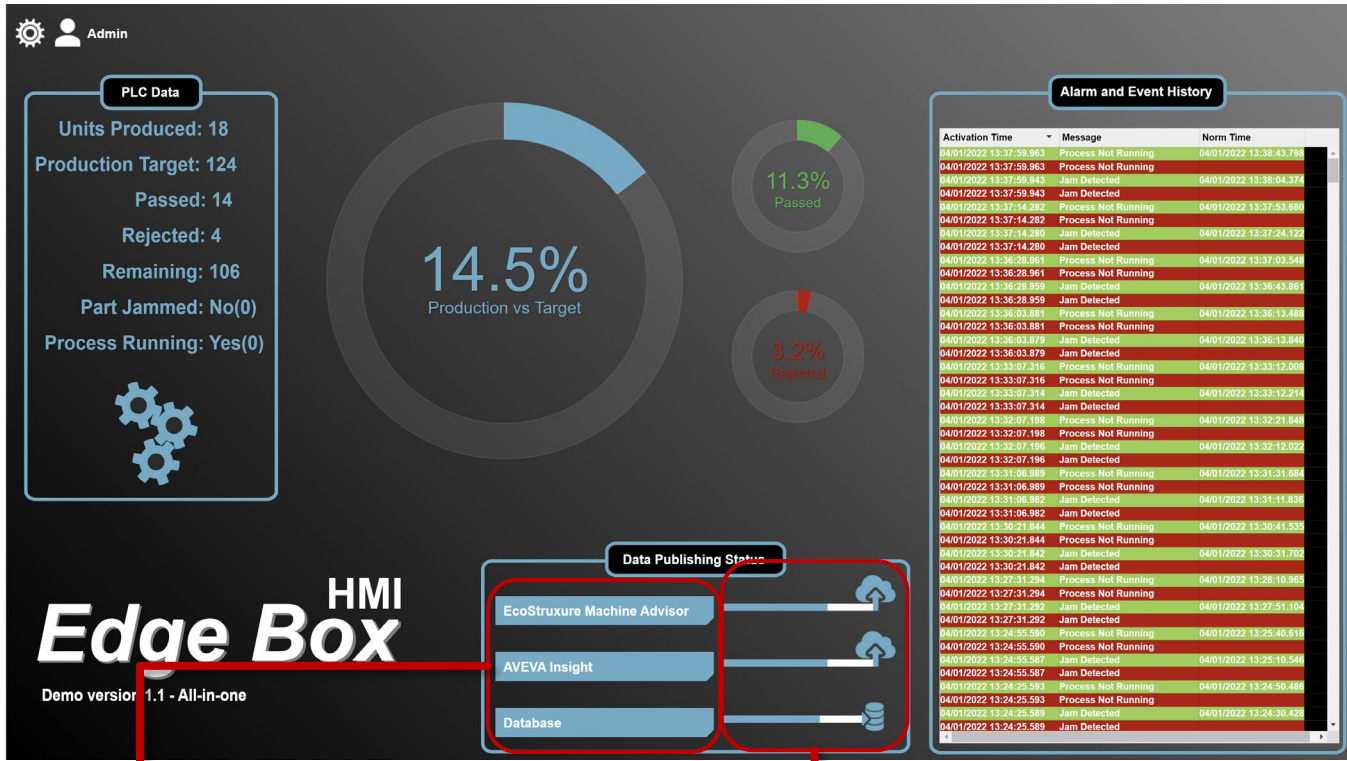 Admin
PLC Data
Units Produced: 18
Production Target: 124
Passed: 14
Rejected: 4
Remaining: 106
Part Jammed: No(0)
Process Running: Yes(0)
14.5%
Production vs Target
11.3%
Passed
3.2%
Rejected
HMI
Edge Box
Demo version 1.1 - All-in-one
Data Publishing Status
EcoStruxure Machine Advisor
AVEVA Insight
Database
Alarm and Event History
Activation Time Message Norm Time
04/01/2022 13:37:59.963 Process Not Running 04/01/2022 13:38:43.798
04/01/2022 13:37:59.963 Process Not Running
04/01/2022 13:37:59.943 Jam Detected 04/01/2022 13:38:04.374
04/01/2022 13:37:59.943 Jam Detected
04/01/2022 13:37:14.282 Process Not Running 04/01/2022 13:37:53.680
04/01/2022 13:37:14.282 Process Not Running
04/01/2022 13:37:14.280 Jam Detected 04/01/2022 13:37:24.122
04/01/2022 13:37:14.280 Jam Detected
04/01/2022 13:36:28.961 Process Not Running 04/01/2022 13:37:03.548
04/01/2022 13:36:28.961 Process Not Running
04/01/2022 13:36:28.959 Jam Detected 04/01/2022 13:36:43.861
04/01/2022 13:36:28.959 Jam Detected
04/01/2022 13:36:03.881 Process Not Running 04/01/2022 13:36:13.488
04/01/2022 13:36:03.881 Process Not Running
04/01/2022 13:36:03.879 Jam Detected 04/01/2022 13:36:13.840
04/01/2022 13:36:03.879 Jam Detected
04/01/2022 13:33:07.316 Process Not Running 04/01/2022 13:33:12.008
04/01/2022 13:33:07.316 Process Not Running
04/01/2022 13:33:07.314 Jam Detected 04/01/2022 13:33:12.214
04/01/2022 13:33:07.314 Jam Detected
04/01/2022 13:32:07.198 Process Not Running 04/01/2022 13:32:21.848
04/01/2022 13:32:07.198 Process Not Running
04/01/2022 13:32:07.196 Jam Detected 04/01/2022 13:32:12.022
04/01/2022 13:32:07.196 Jam Detected
04/01/2022 13:31:06.989 Process Not Running 04/01/2022 13:31:31.684
04/01/2022 13:31:06.989 Process Not Running
04/01/2022 13:31:06.982 Jam Detected 04/01/2022 13:31:11.836
04/01/2022 13:31:06.982 Jam Detected
04/01/2022 13:30:21.844 Process Not Running 04/01/2022 13:30:41.535
04/01/2022 13:30:21.844 Process Not Running
04/01/2022 13:30:21.842 Jam Detected 04/01/2022 13:30:31.702
04/01/2022 13:30:21.842 Jam Detected
04/01/2022 13:27:31.294 Process Not Running 04/01/2022 13:28:10.965
04/01/2022 13:27:31.294 Process Not Running
04/01/2022 13:27:31.292 Jam Detected 04/01/2022 13:27:51.104
04/01/2022 13:27:31.292 Jam Detected
04/01/2022 13:24:55.590 Process Not Running 04/01/2022 13:25:40.616
04/01/2022 13:24:55.590 Process Not Running
04/01/2022 13:24:55.587 Jam Detected 04/01/2022 13:25:10.546
04/01/2022 13:24:55.587 Jam Detected
04/01/2022 13:24:25.593 Process Not Running 04/01/2022 13:24:50.486
04/01/2022 13:24:25.593 Process Not Running
04/01/2022 13:24:25.589 Jam Detected 04/01/2022 13:24:30.428
04/01/2022 13:24:25.589 Jam Detected